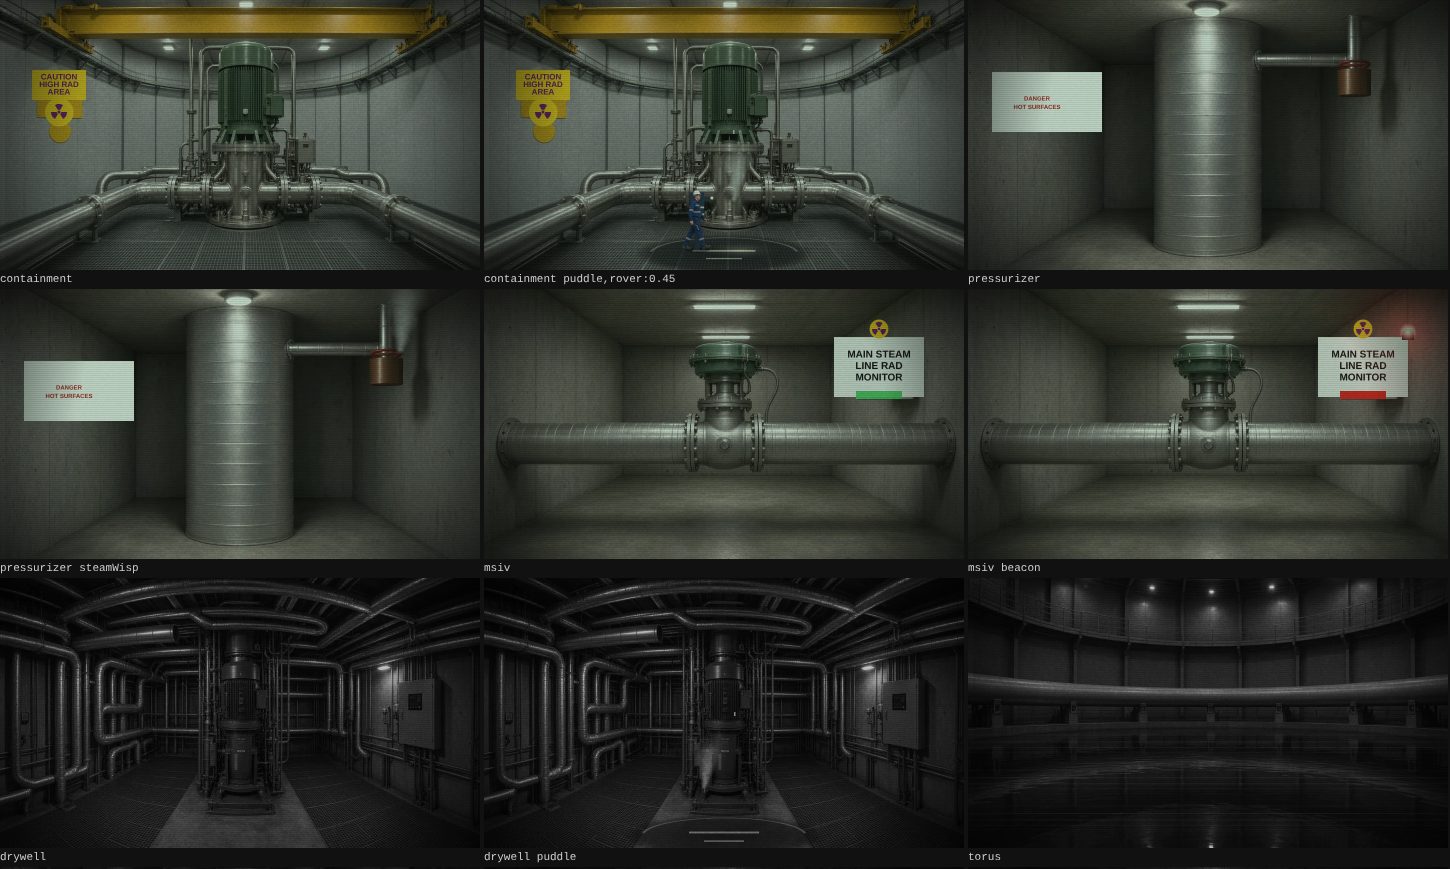 CAUTION
HIGH RAD
AREA
CAUTION
HIGH RAD
AREA
DANGER
HOT SURFACES
containment
containment puddle,rover:0.45
pressurizer
DANGER
HOT SURFACES
MAIN STEAM
LINE RAD
MONITOR
MAIN STEAM
LINE RAD
MONITOR
pressurizer steamWisp
msiv
msiv beacon
drywell
drywell puddle
torus